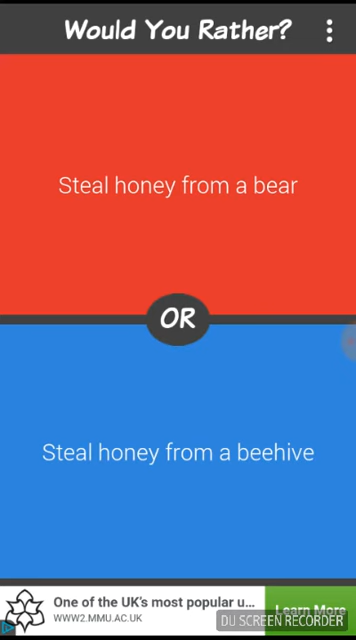 Would You Rather?
Steal honey from a bear
OR
Steal honey from a beehive
One of the UK's most popular u...
WWW2.MMU.AC.UK
Learn More
DU SCREEN RECORDER